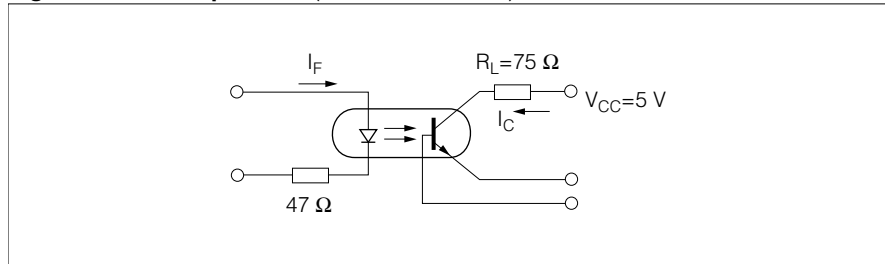 I_F
R_L=75 Ω
V_CC=5 V
I_C
47 Ω